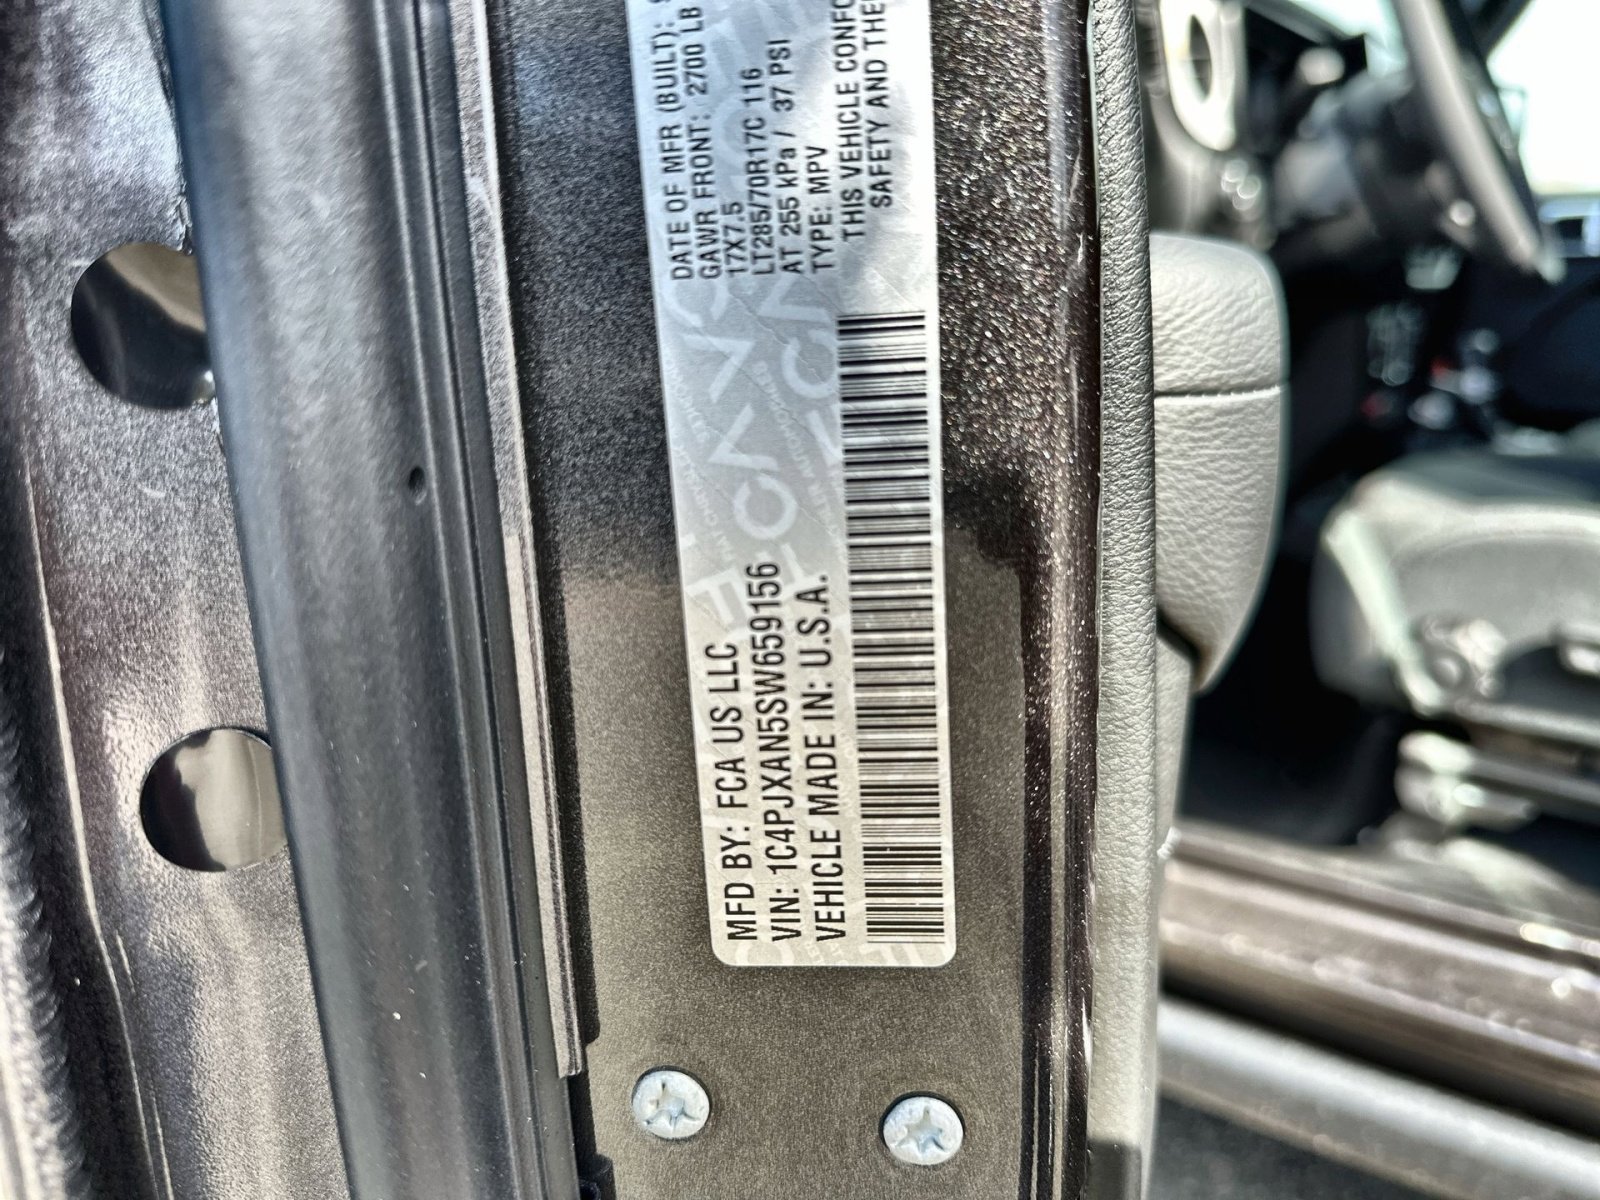 MFD BY: FCA US LLC
VIN: 1C4PJXAN5SW659156
VEHICLE MADE IN: U.S.A.
DATE OF MFR (BUILT):
GAWR FRONT: 2700 LB
17X7.5
LT285/70R17C 116
AT 255 KPa / 37 PSI
TYPE: MPV
THIS VEHICLE
SAFETY AND THE